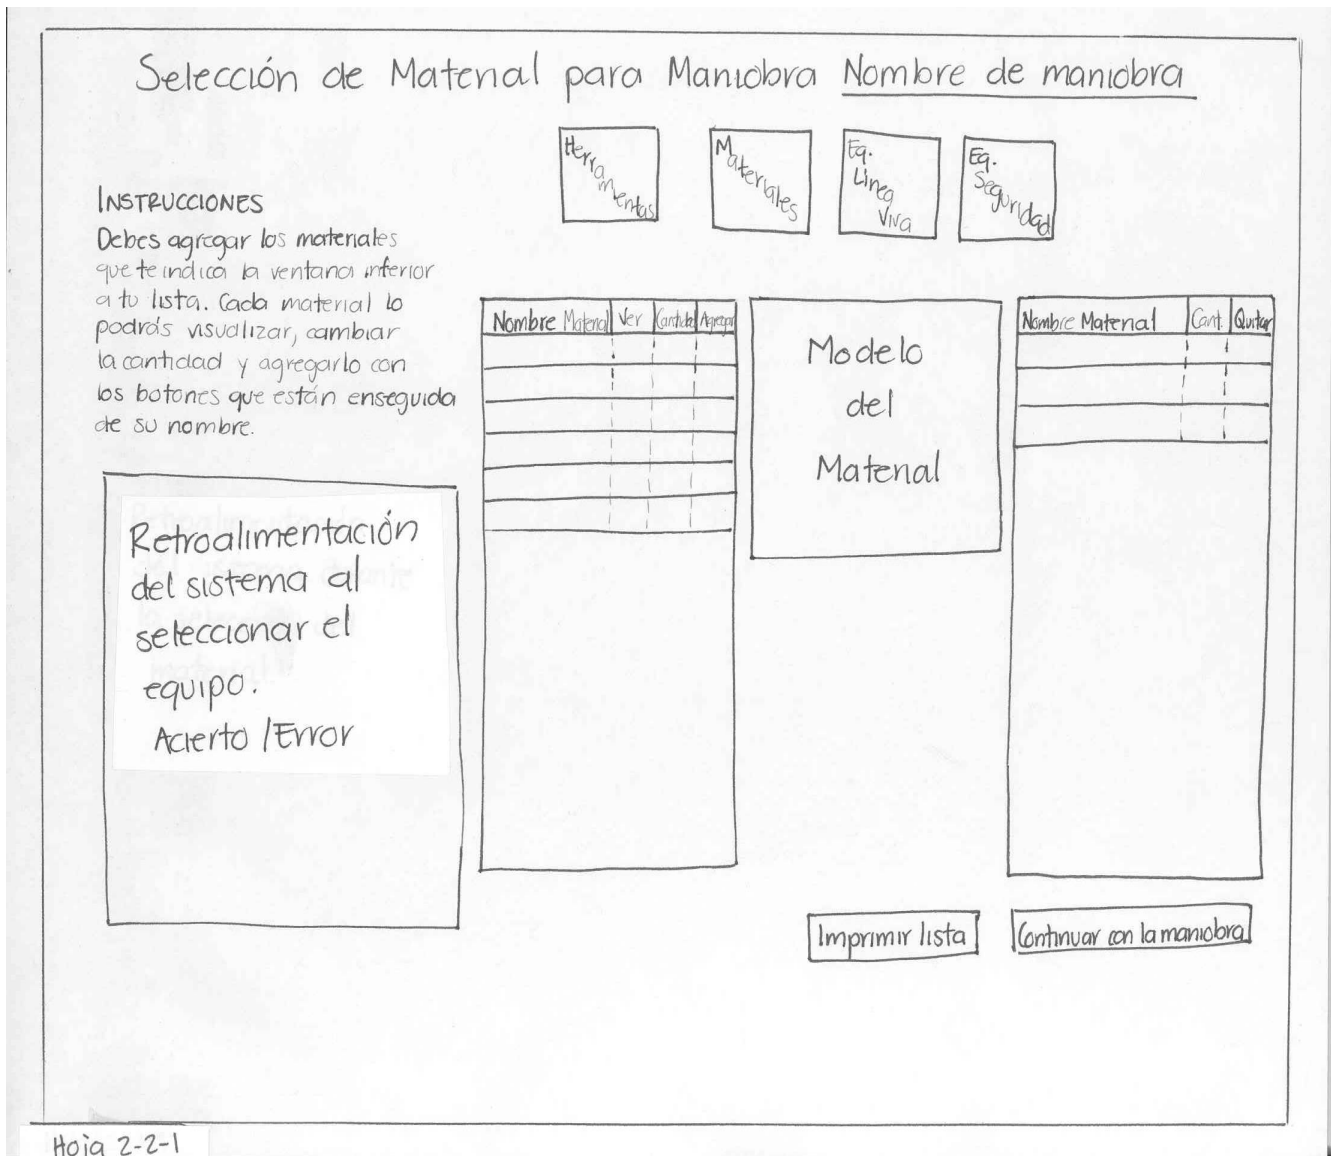 Selección de Material para Maniobra Nombre de maniobra
Herramientas
Materiales
Eq.
Linea
Viva
Eq.
Seguridad
INSTRUCCIONES
Debes agregar los materiales
que te indica la ventana inferior
a tu lista. Cada material lo
podrás visualizar, cambiar
la cantidad y agregarlo con
los botones que están enseguida
de su nombre.
Retroalimentación
del sistema al
seleccionar el
equipo.
Acierto / Error
Nombre Material Ver Cantidad Agregar
Modelo
del
Material
Nombre Material Cant. Quitar
Imprimir lista
Continuar con la maniobra
Hoja 2-2-1